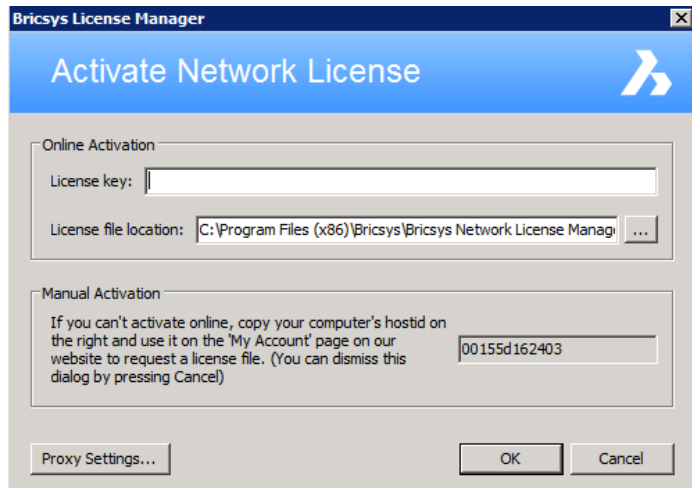 Bricsys License Manager
Activate Network License
Online Activation
License key:
License file location: C:\Program Files (x86)\Bricsys\Bricsys Network License Manag
...
Manual Activation
If you can't activate online, copy your computer's hostid on
the right and use it on the 'My Account' page on our
website to request a license file. (You can dismiss this
dialog by pressing Cancel)
00155d162403
Proxy Settings... OK Cancel